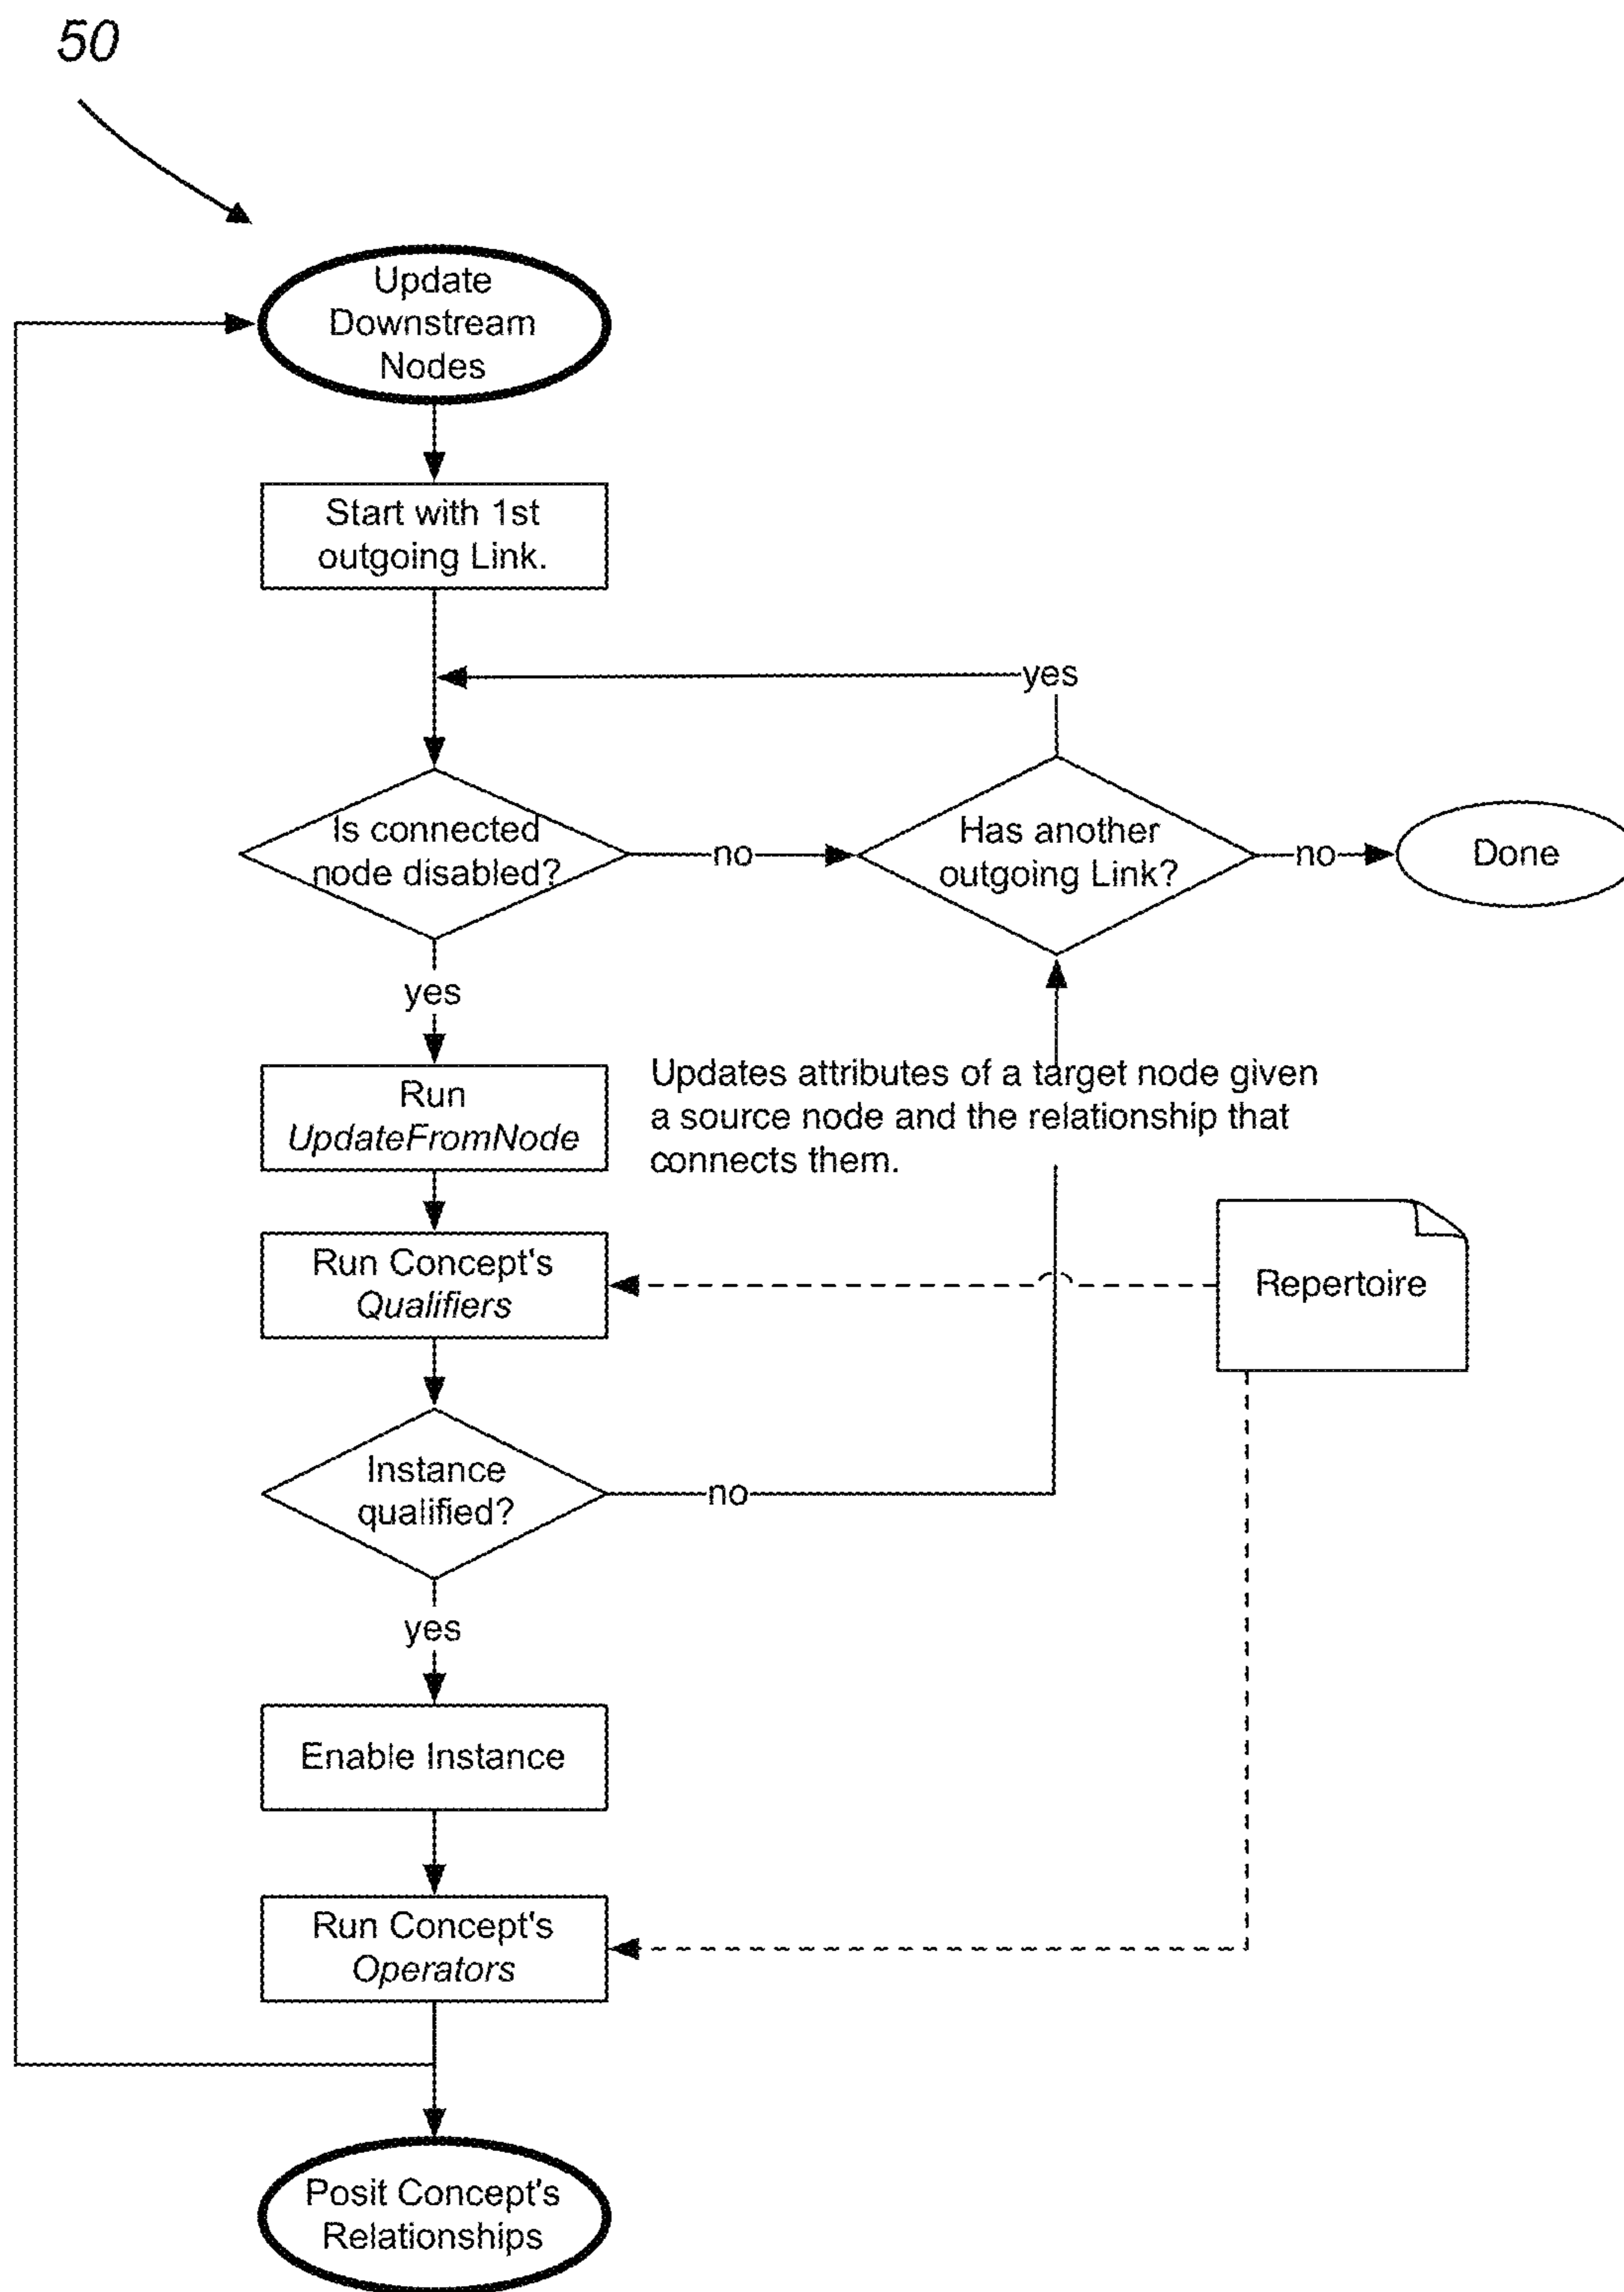 50
Update
Downstream
Nodes
Start with 1st
outgoing Link.
yes
Is connected
node disabled?
no
Has another
outgoing Link?
no
Done
yes
Run
UpdateFromNode
Updates attributes of a target node given
a source node and the relationship that
connects them.
Run Concept's
Qualifiers
Repertoire
Instance
qualified?
no
yes
Enable Instance
Run Concept's
Operators
Posit Concept's
Relationships